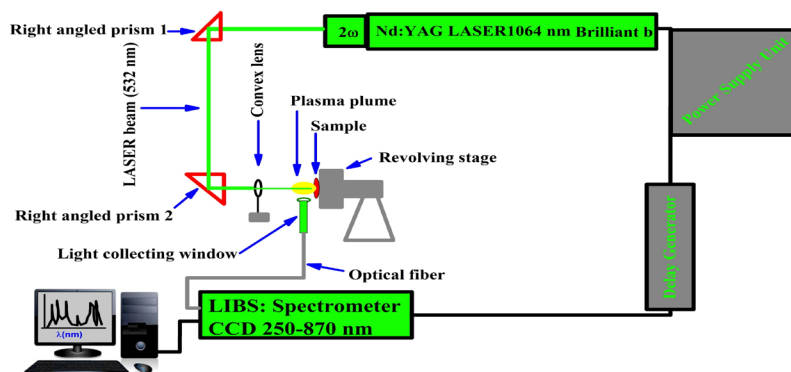 Right angled prism 1
2ω
Nd:YAG LASER1064 nm Brilliant b
Power Supply Unit
LASER beam (532 nm)
Convex lens
Plasma plume
Sample
Revolving stage
Right angled prism 2
Light collecting window
Optical fiber
Delay Generator
LIBS: Spectrometer
CCD 250-870 nm
λ(nm)